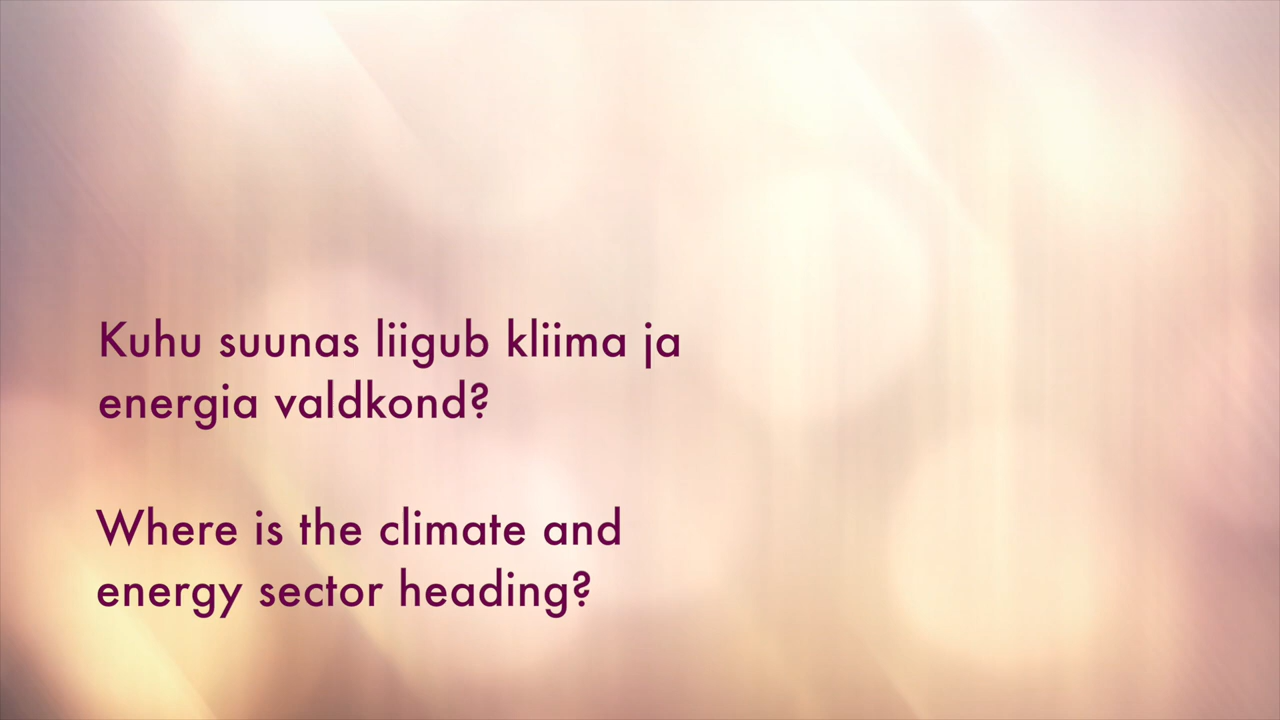 Kuhu suunas liigub kliima ja
energia valdkond?
Where is the climate and
energy sector heading?